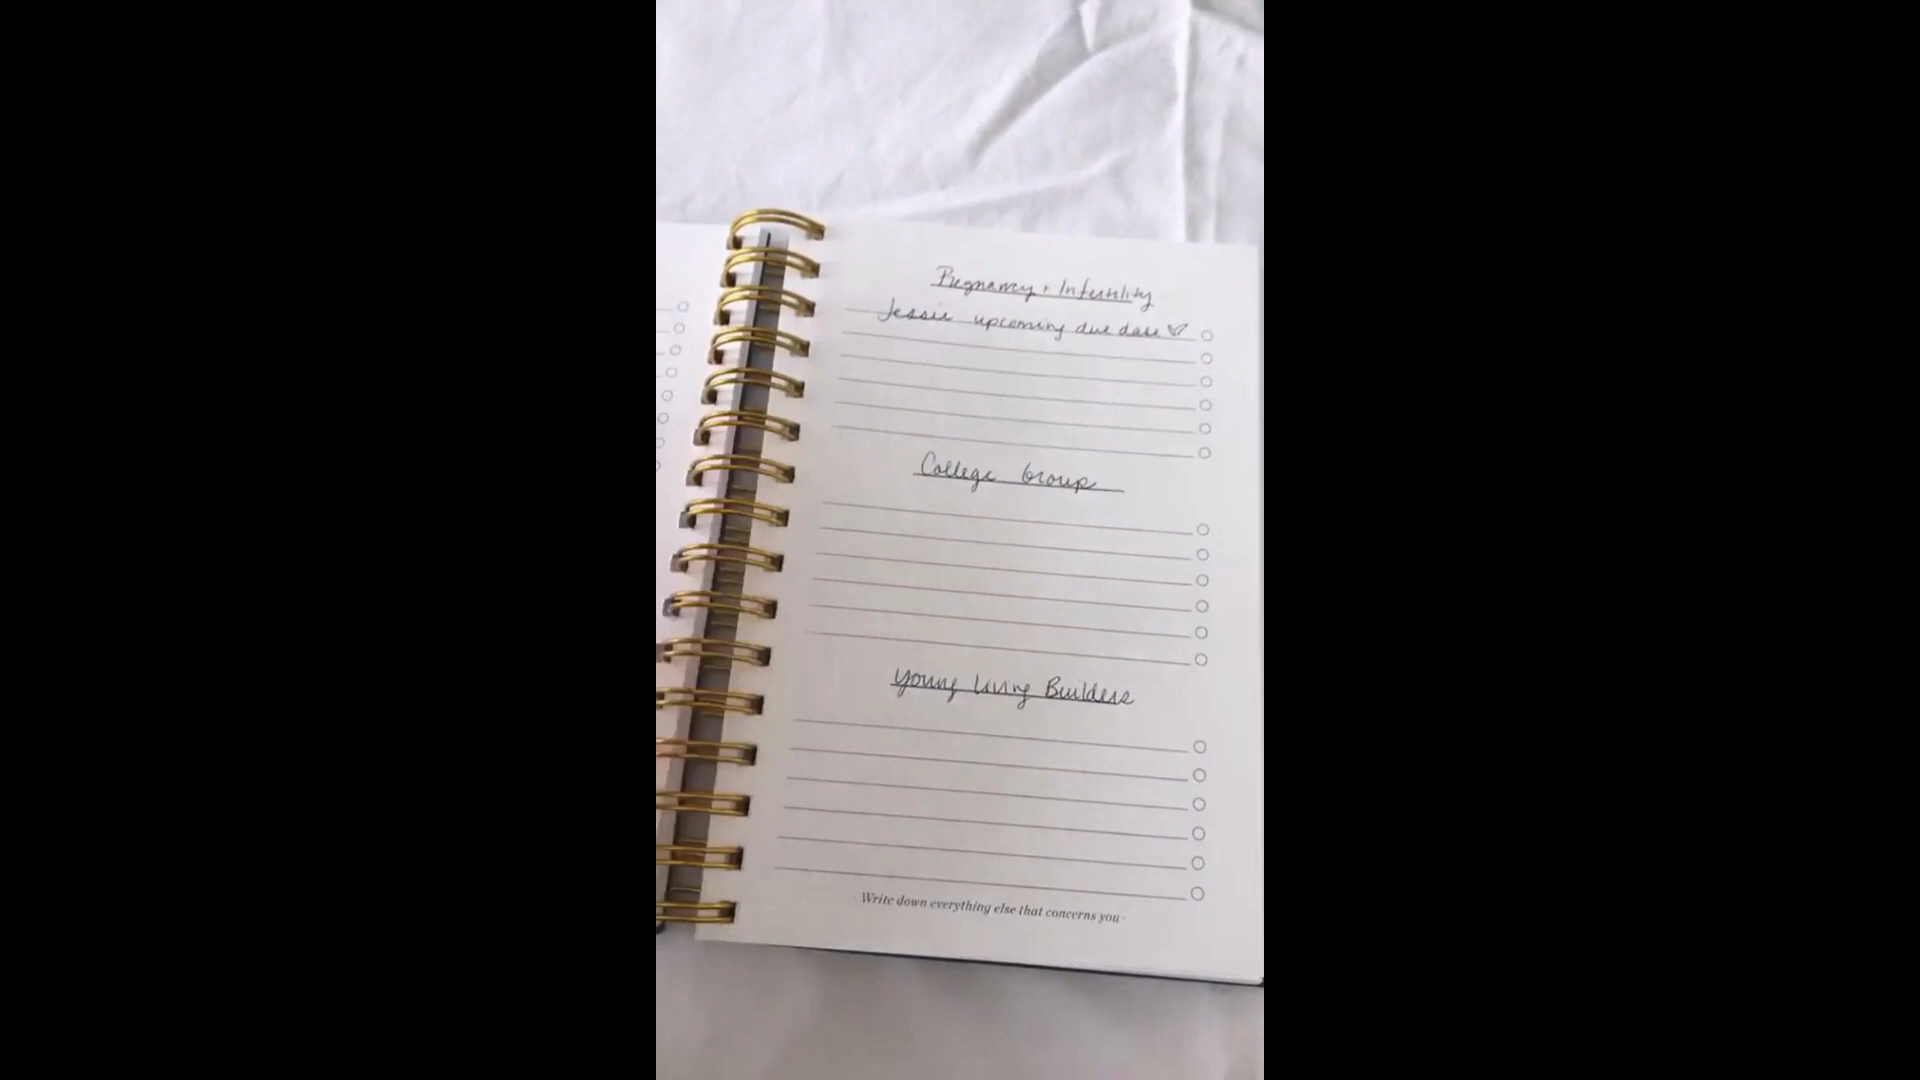 Pregnancy + Infertility
Jessie upcoming due date
College Group
Young Living Builders
- Write down everything else that concerns you -